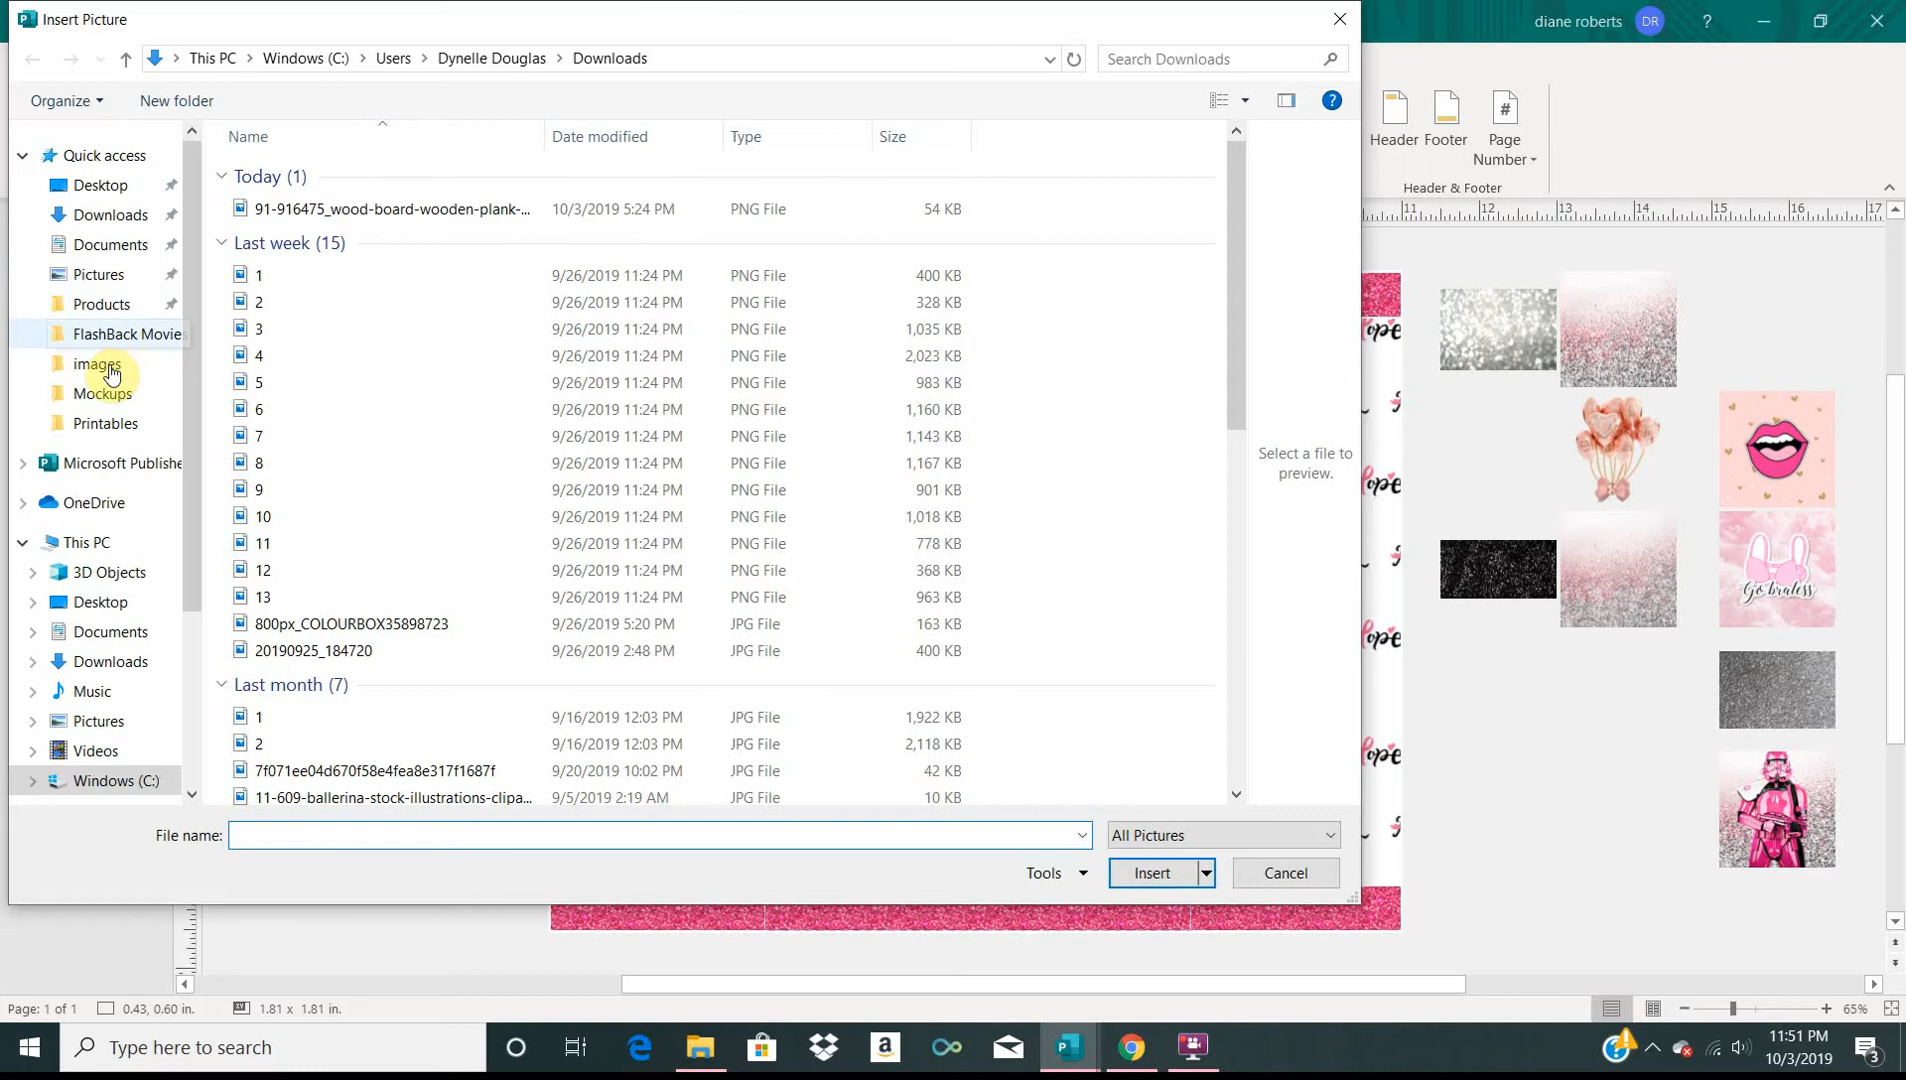 Insert Picture
diane roberts
DR
?
This PC > Windows (C:) > Users > Dynelle Douglas > Downloads
Search Downloads
Organize
New folder
?
Header
Footer
Page Number
Header & Footer
Name
Date modified
Type
Size
Quick access
Desktop
Downloads
Documents
Pictures
Products
FlashBack Movies
images
Mockups
Printables
Microsoft Publishe
OneDrive
This PC
3D Objects
Desktop
Documents
Downloads
Music
Pictures
Videos
Windows (C:)
Today (1)
91-916475_wood-board-wooden-plank-... 10/3/2019 5:24 PM PNG File 54 KB
Last week (15)
1 9/26/2019 11:24 PM PNG File 400 KB
2 9/26/2019 11:24 PM PNG File 328 KB
3 9/26/2019 11:24 PM PNG File 1,035 KB
4 9/26/2019 11:24 PM PNG File 2,023 KB
5 9/26/2019 11:24 PM PNG File 983 KB
6 9/26/2019 11:24 PM PNG File 1,160 KB
7 9/26/2019 11:24 PM PNG File 1,143 KB
8 9/26/2019 11:24 PM PNG File 1,167 KB
9 9/26/2019 11:24 PM PNG File 901 KB
10 9/26/2019 11:24 PM PNG File 1,018 KB
11 9/26/2019 11:24 PM PNG File 778 KB
12 9/26/2019 11:24 PM PNG File 368 KB
13 9/26/2019 11:24 PM PNG File 963 KB
800px_COLOURBOX35898723 9/26/2019 5:20 PM JPG File 163 KB
20190925_184720 9/26/2019 2:48 PM JPG File 400 KB
Last month (7)
1 9/16/2019 12:03 PM JPG File 1,922 KB
2 9/16/2019 12:03 PM JPG File 2,118 KB
7f071ee04d670f58e4fea8e317f1687f 9/20/2019 10:02 PM JPG File 42 KB
11-609-ballerina-stock-illustrations-clipa... 9/5/2019 2:19 AM JPG File 10 KB
Select a file to
preview.
File name:
All Pictures
Tools
Insert
Cancel
11 12 13 14 15 16 17
Go braless
Page: 1 of 1
0.43, 0.60 in.
1.81 x 1.81 in.
65%
Type here to search
11:51 PM
10/3/2019
3